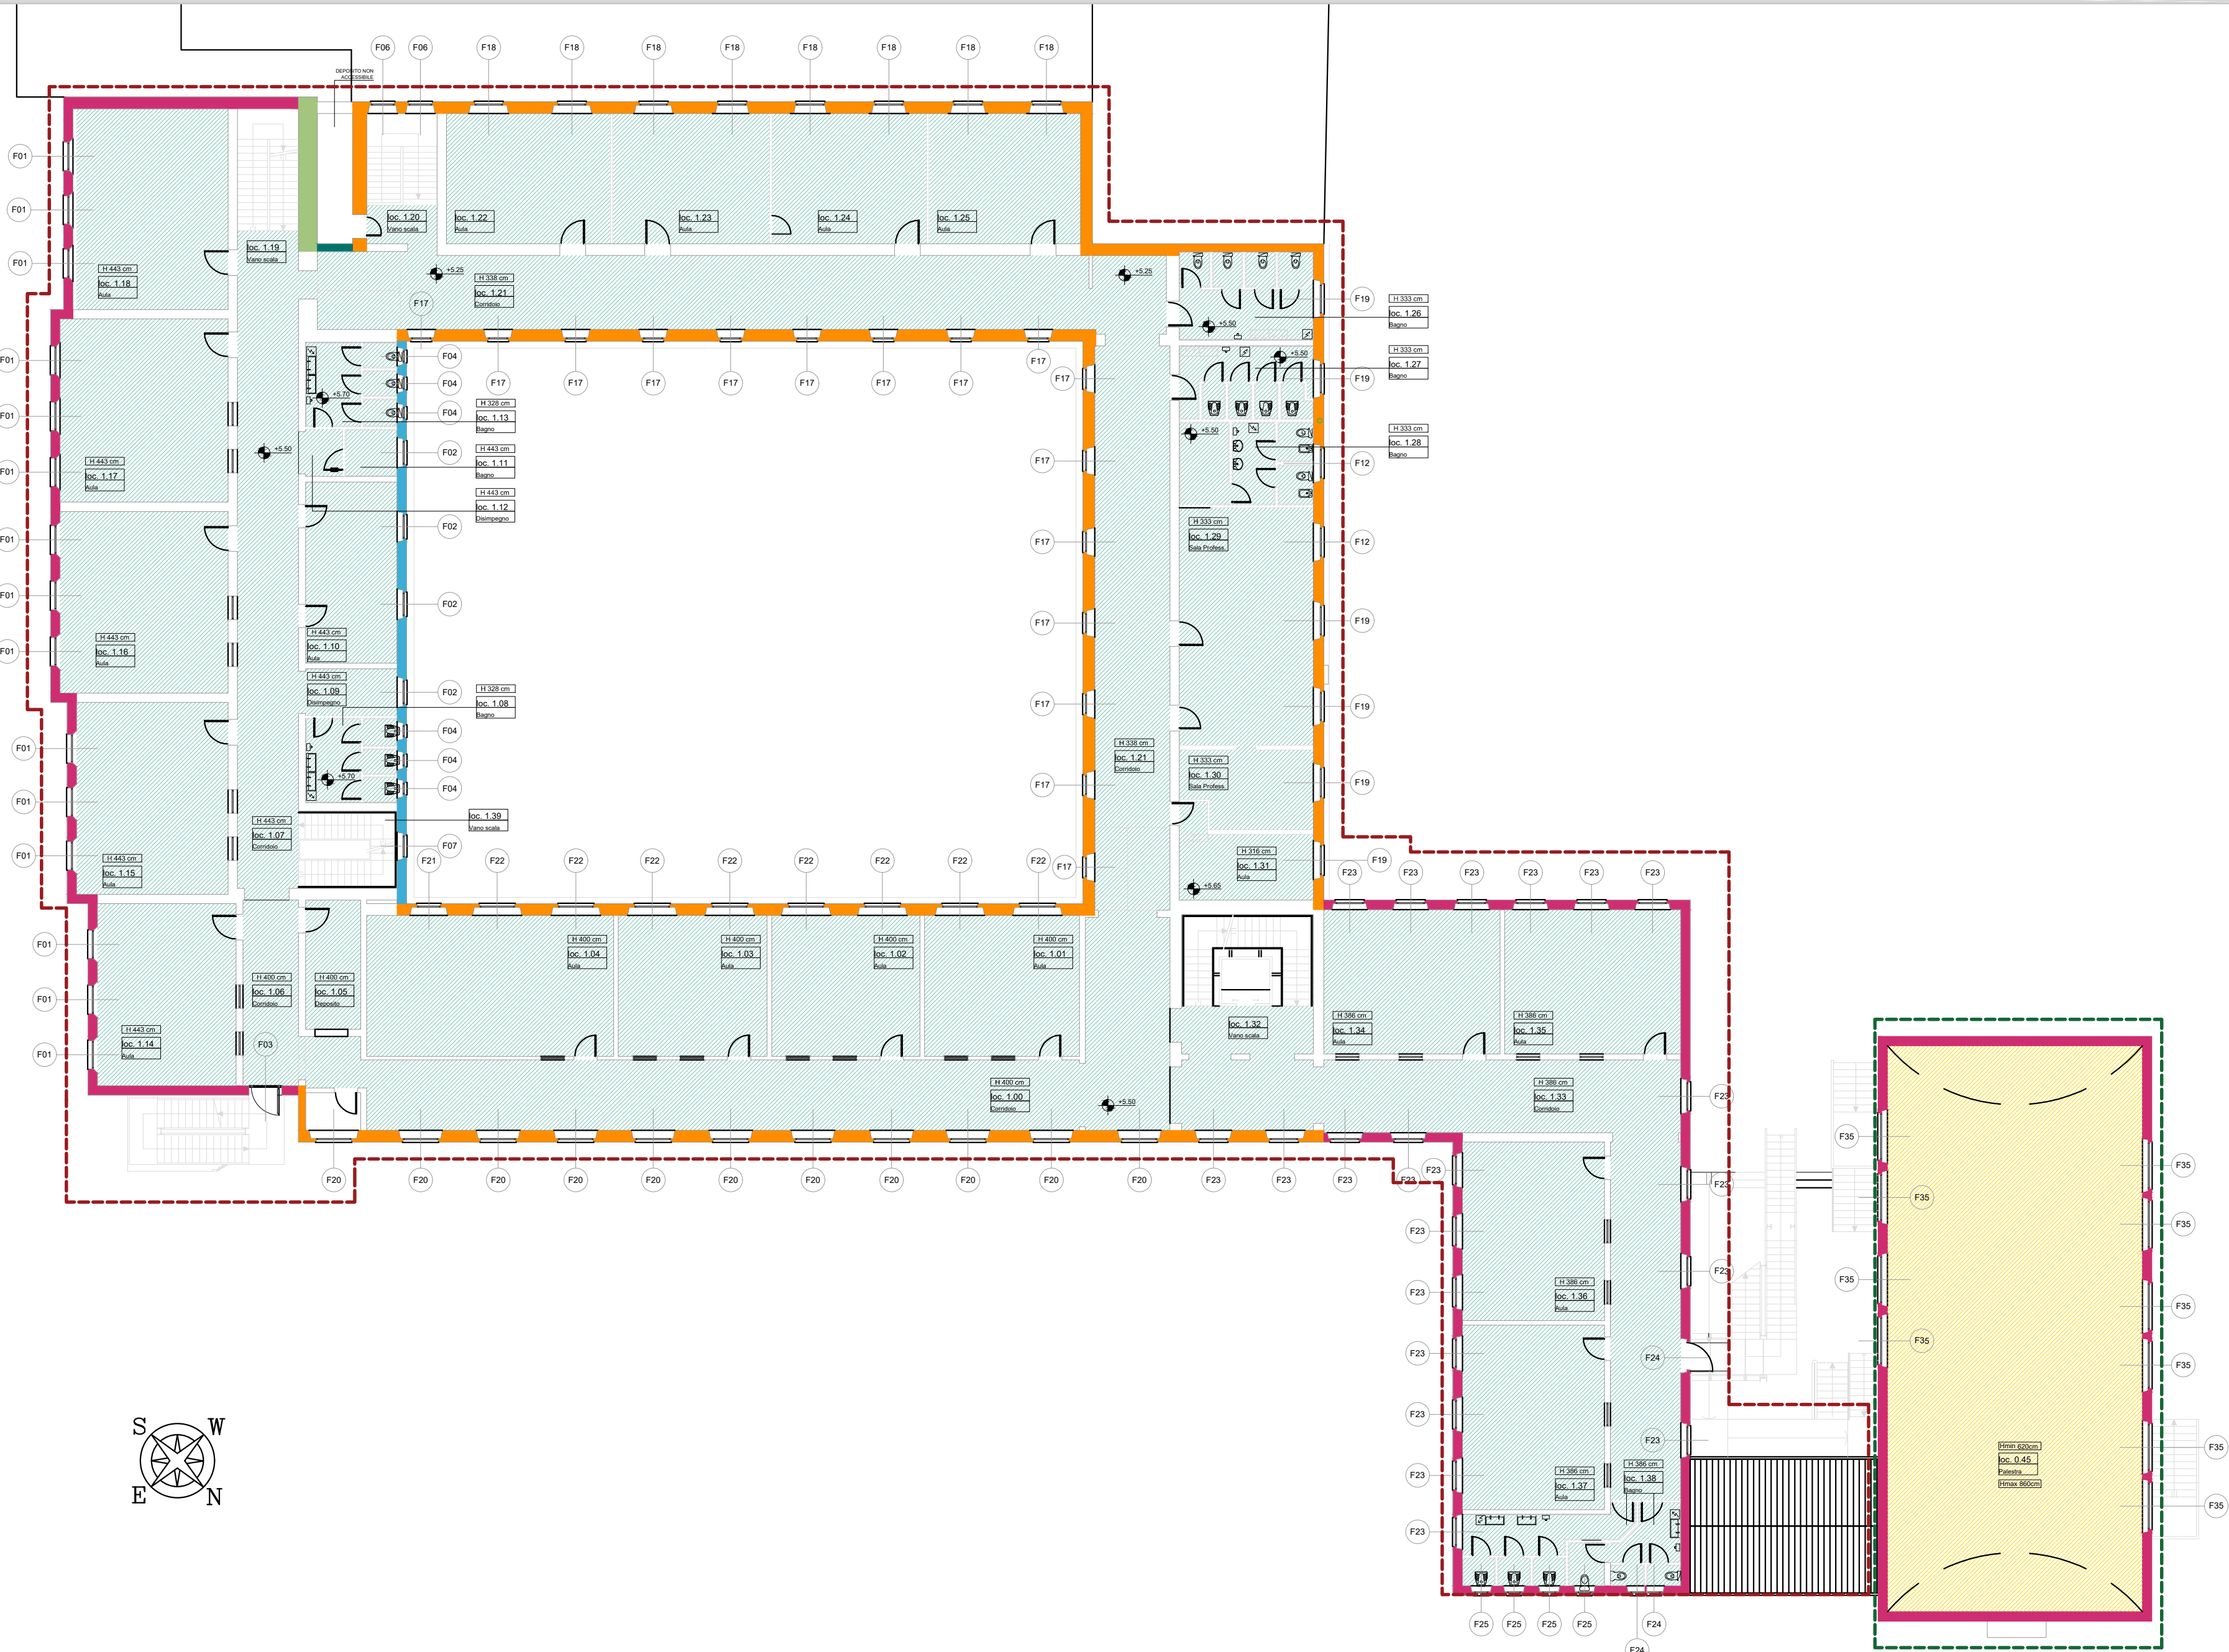 F06 F06 F18 F18 F18 F18 F18 F18 F18 F18
DEPOSITO NON
ACCESSIBILE
F01
F01
F01
H 443 cm
loc. 1.18
Aula
loc. 1.19
Vano scala
loc. 1.20
Vano scala
loc. 1.22
Aula
loc. 1.23
Aula
loc. 1.24
Aula
loc. 1.25
Aula
+5.25
H 338 cm
loc. 1.21
Corridoio
+5.25
F17
F17 F17 F17 F17 F17 F17 F17 F17
F19
H 333 cm
loc. 1.26
Bagno
+5.50
H 333 cm
loc. 1.27
Bagno
+5.50
F19
H 333 cm
loc. 1.28
Bagno
+5.50
F12
F01
F01
F01
H 443 cm
loc. 1.17
Aula
+5.50
+5.70
F04
F04
F04
H 328 cm
loc. 1.13
Bagno
F02
H 443 cm
loc. 1.11
Bagno
H 443 cm
loc. 1.12
Disimpegno
F02
F02
F17
F17
F17
F17
F17
F17
F17
H 333 cm
loc. 1.29
Sala Profess.
F12
F19
F19
F01
F01
F01
H 443 cm
loc. 1.16
Aula
H 443 cm
loc. 1.10
Aula
H 443 cm
loc. 1.09
Disimpegno
F02
H 328 cm
loc. 1.08
Bagno
F04
F04
F04
+5.70
H 338 cm
loc. 1.21
Corridoio
H 333 cm
loc. 1.30
Sala Profess.
F19
F01
F01
F01
H 443 cm
loc. 1.15
Aula
H 443 cm
loc. 1.07
Corridoio
loc. 1.39
Vano scala
F07
F21 F22 F22 F22 F22 F22 F22 F22 F22
H 316 cm
loc. 1.31
Aula
+5.65
F19
F23 F23 F23 F23 F23 F23
F01
F01
F01
H 443 cm
loc. 1.14
Aula
H 400 cm
loc. 1.06
Corridoio
H 400 cm
loc. 1.05
Deposito
H 400 cm
loc. 1.04
Aula
H 400 cm
loc. 1.03
Aula
H 400 cm
loc. 1.02
Aula
H 400 cm
loc. 1.01
Aula
loc. 1.32
Vano scala
H 386 cm
loc. 1.34
Aula
H 386 cm
loc. 1.35
Aula
F03
H 400 cm
loc. 1.00
Corridoio
+5.50
H 386 cm
loc. 1.33
Corridoio
F20 F20 F20 F20 F20 F20 F20 F20 F20 F20 F20 F23 F23 F23 F23
F23
F23
F23
F23
F23
F23
F23
F23
F23
F23
F24
F23
H 386 cm
loc. 1.36
Aula
H 386 cm
loc. 1.37
Aula
H 386 cm
loc. 1.38
Bagno
F25 F25 F25 F25 F24 F24
F35
F35
F35
F35
F35
F35
F35
F35
F35
F35
Hmin 620cm
loc. 0.45
Palestra
Hmax 860cm
S W
E N